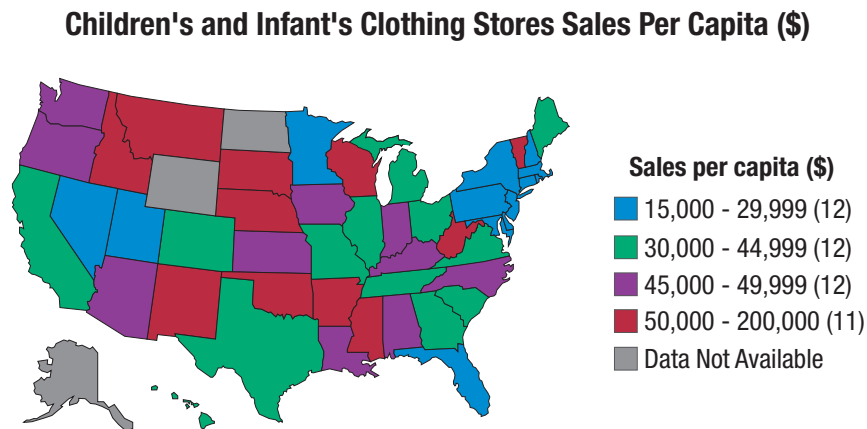 Children's and Infant's Clothing Stores Sales Per Capita ($)
Sales per capita ($)
15,000 - 29,999 (12)
30,000 - 44,999 (12)
45,000 - 49,999 (12)
50,000 - 200,000 (11)
Data Not Available